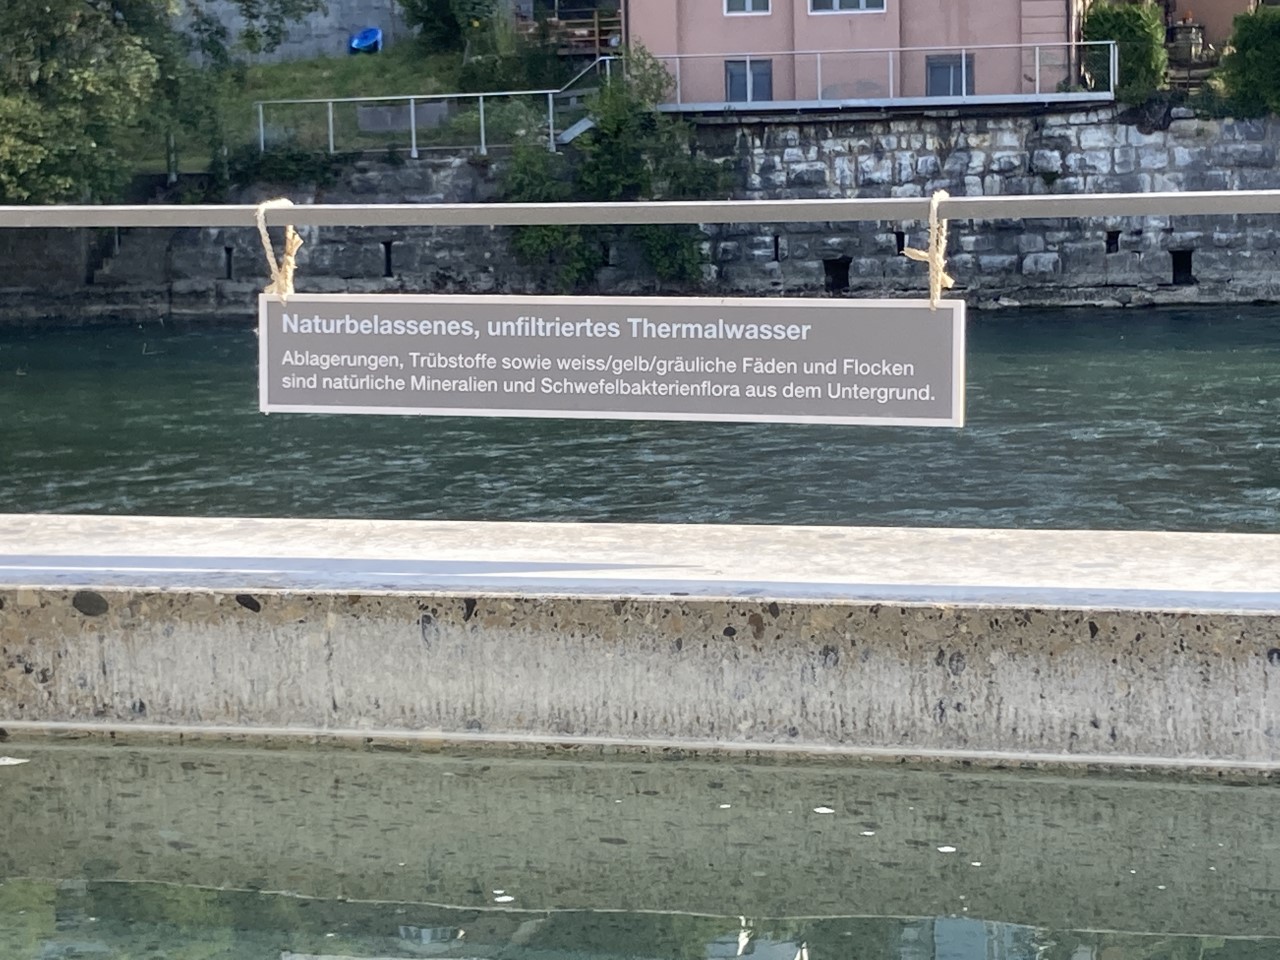 Naturbelassenes, unfiltriertes Thermalwasser
Ablagerungen, Trübstoffe sowie weiss/gelb/gräuliche Fäden und Flocken
sind natürliche Mineralien und Schwefelbakterienflora aus dem Untergrund.